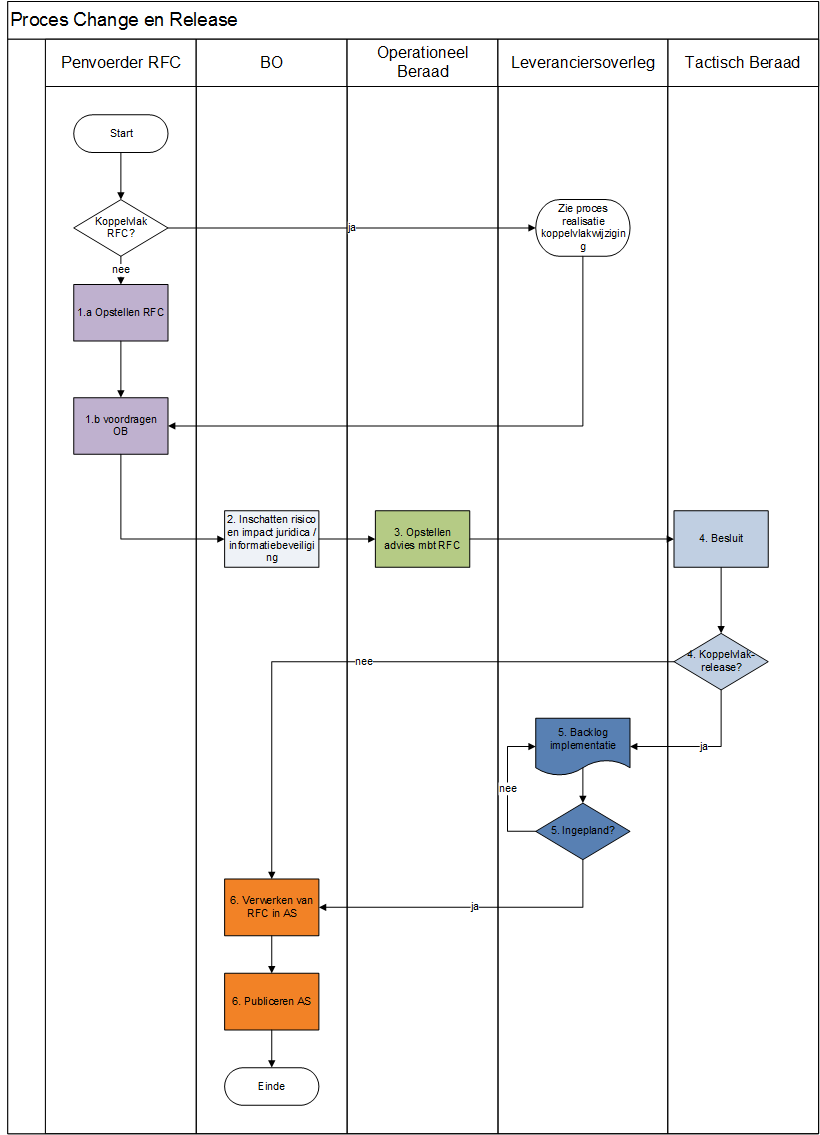 Proces Change en Release
Penvoerder RFC
BO
Operationeel
Beraad
Leveranciersoverleg
Tactisch Beraad
Start
Koppelvlak
RFC?
ja
Zie proces
realisatie
koppelvlakwijziging
g
nee
1.a Opstellen RFC
1.b voordragen
OB
2. Inschatten risico
en impact juridica /
informatiebeveiligi
ng
3. Opstellen
advies mbt RFC
4. Besluit
4. Koppelvlak-
release?
nee
ja
5. Backlog
implementatie
nee
5. Ingepland?
ja
6. Verwerken van
RFC in AS
6. Publiceren AS
Einde